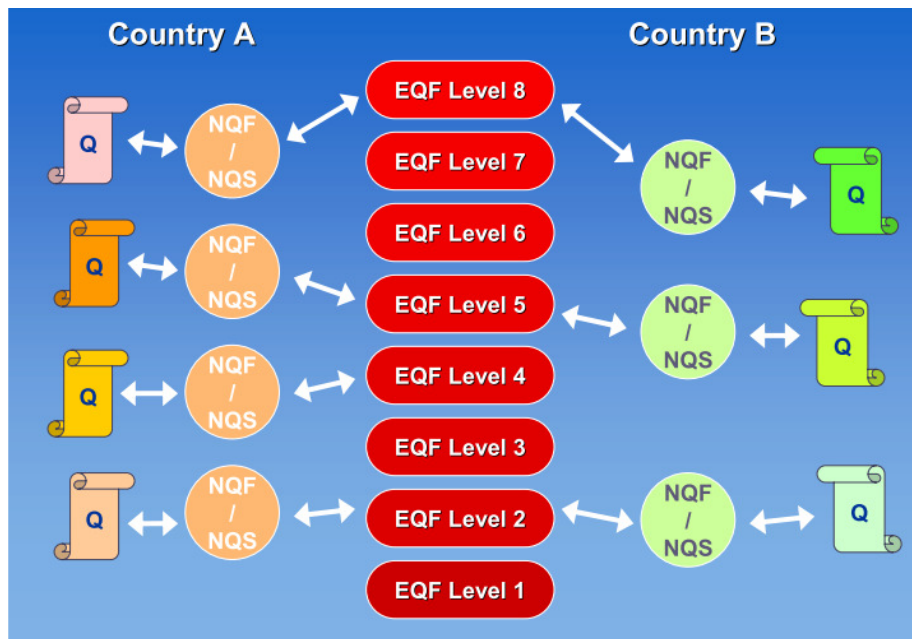 Country A
Country B
EQF Level 8
EQF Level 7
EQF Level 6
EQF Level 5
EQF Level 4
EQF Level 3
EQF Level 2
EQF Level 1
Q
NQF
/
NQS
Q
NQF
/
NQS
Q
NQF
/
NQS
Q
NQF
/
NQS
NQF
/
NQS
Q
NQF
/
NQS
Q
NQF
/
NQS
Q